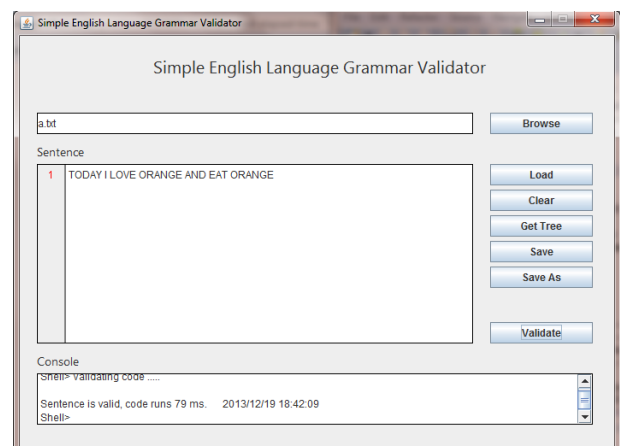 Simple English Language Grammar Validator
Simple English Language Grammar Validator
a.txt
Browse
Sentence
1 TODAY I LOVE ORANGE AND EAT ORANGE
Load
Clear
Get Tree
Save
Save As
Validate
Console
Shell> Validating code .....
Sentence is valid, code runs 79 ms. 2013/12/19 18:42:09
Shell>